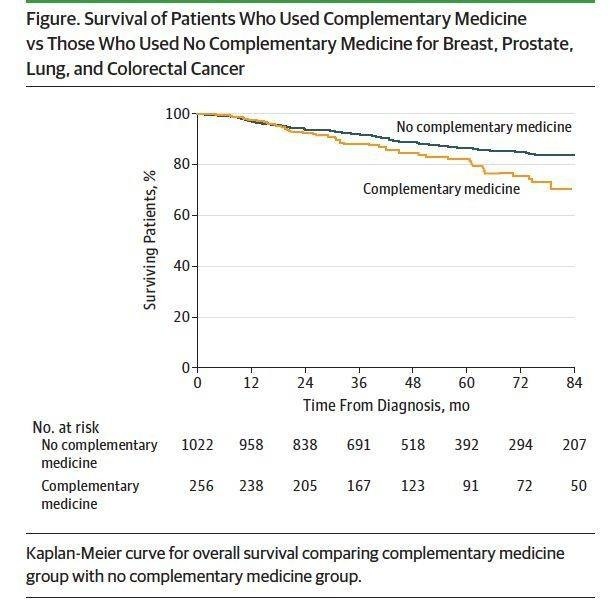 Figure. Survival of Patients Who Used Complementary Medicine
vs Those Who Used No Complementary Medicine for Breast, Prostate,
Lung, and Colorectal Cancer
100
80
60
40
20
0
Surviving Patients, %
No complementary medicine
Complementary medicine
0 12 24 36 48 60 72 84
Time From Diagnosis, mo
No. at risk
No complementary 1022 958 838 691 518 392 294 207
medicine
Complementary 256 238 205 167 123 91 72 50
medicine
Kaplan-Meier curve for overall survival comparing complementary medicine
group with no complementary medicine group.